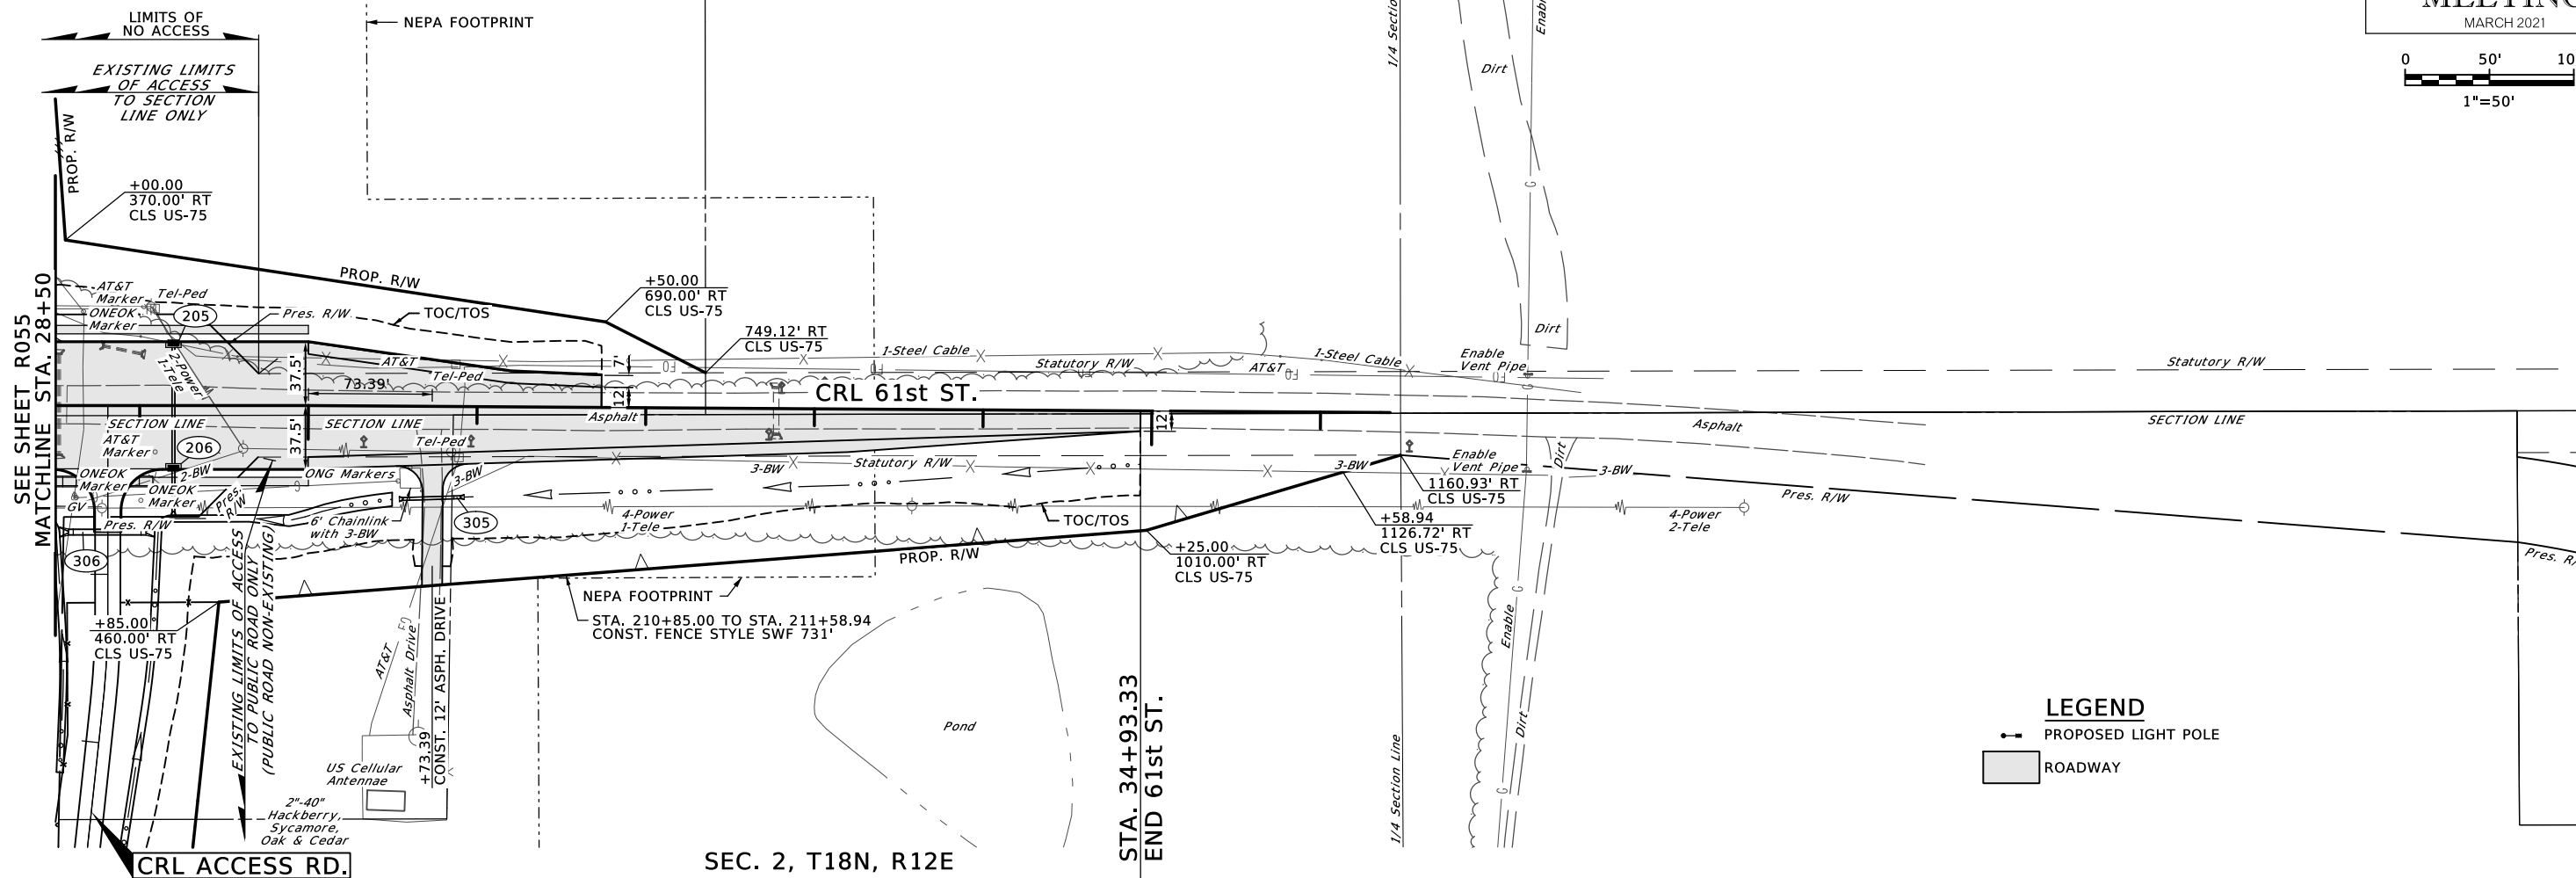 LIMITS OF
NO ACCESS
EXISTING LIMITS
OF ACCESS
TO SECTION
LINE ONLY
NEPA FOOTPRINT
MARCH 2021
0 50'
1"=50'
1/4 Section
Enable
Dirt
PROP. R/W
+00.00
370.00' RT
CLS US-75
PROP. R/W
+50.00
690.00' RT
CLS US-75
749.12' RT
CLS US-75
SEE SHEET R055
MATCHLINE STA. 28+50
AT&T
Marker
Tel-Ped
ONEOK
Marker
205
Pres. R/W
TOC/TOS
2-Power
1-Tele
AT&T
Tel-Ped
37.5'
73.39'
7'
12'
1-Steel Cable
Statutory R/W
1-Steel Cable
AT&T
Enable
Vent Pipe
Dirt
Statutory R/W
CRL 61st ST.
SECTION LINE
SECTION LINE
Asphalt
12'
Asphalt
SECTION LINE
AT&T
Marker
206
37.5'
Tel-Ped
ONEOK
Marker
2-BW
ONEOK
Marker
ONG Markers
3-BW
3-BW
Statutory R/W
3-BW
Enable
Vent Pipe
Dirt
3-BW
Pres. R/W
GV
Pres. R/W
Pres.
R/W
6' Chainlink
with 3-BW
305
4-Power
1-Tele
TOC/TOS
1160.93' RT
CLS US-75
+58.94
1126.72' RT
CLS US-75
4-Power
2-Tele
306
PROP. R/W
+25.00
1010.00' RT
CLS US-75
NEPA FOOTPRINT
STA. 210+85.00 TO STA. 211+58.94
CONST. FENCE STYLE SWF 731'
+85.00
460.00' RT
CLS US-75
EXISTING LIMITS OF ACCESS
TO PUBLIC ROAD ONLY
(PUBLIC ROAD NON-EXISTING)
AT&T
FO
Asphalt Drive
+73.39
CONST. 12' ASPH. DRIVE
US Cellular
Antennae
2"-40"
Hackberry,
Sycamore,
Oak & Cedar
Pond
STA. 34+93.33
END 61st ST.
1/4 Section Line
Enable
Dirt
LEGEND
PROPOSED LIGHT POLE
ROADWAY
CRL ACCESS RD.
SEC. 2, T18N, R12E